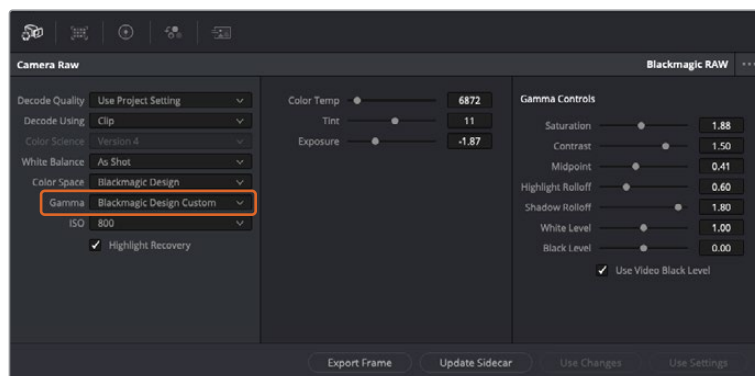 Camera Raw
Blackmagic RAW
Decode Quality Use Project Setting
Decode Using Clip
Color Science Version 4
White Balance As Shot
Color Space Blackmagic Design
Gamma Blackmagic Design Custom
ISO 800
Highlight Recovery
Color Temp 6872
Tint 11
Exposure -1.87
Gamma Controls
Saturation 1.88
Contrast 1.50
Midpoint 0.41
Highlight Rolloff 0.60
Shadow Rolloff 1.80
White Level 1.00
Black Level 0.00
Use Video Black Level
Export Frame
Update Sidecar
Use Changes
Use Settings